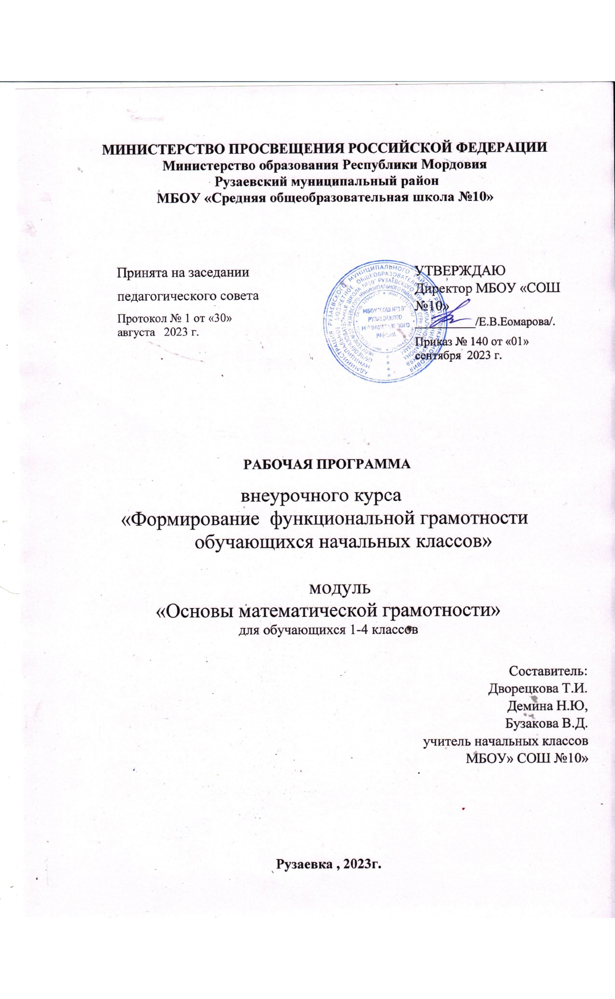 МИНИСТЕРСТВО ПРОСВЕЩЕНИЯ РОССИЙСКОЙ ФЕДЕРАЦИИ
Министерство образования Республики Мордовия
Рузаевский муниципальный район
МБОУ «Средняя общеобразовательная школа №10»
Принята на заседании
педагогического совета
Протокол № 1 от «30»
августа 2023 г.
УТВЕРЖДАЮ
Директор МБОУ «СОШ
№10»
/Е.В.Еомарова/.
Приказ № 140 от «01»
сентября 2023 г.
МБОУ "СОШ №10"
РУЗАЕВСКОГО
МУНИЦИПАЛЬНОГО
РАЙОНА
РАБОЧАЯ ПРОГРАММА
внеурочного курса
«Формирование функциональной грамотности
обучающихся начальных классов»
модуль
«Основы математической грамотности»
для обучающихся 1-4 классов
Составитель:
Дворецкова Т.И.
Демина Н.Ю,
Бузакова В.Д.
учитель начальных классов
МБОУ» СОШ №10»
Рузаевка , 2023г.